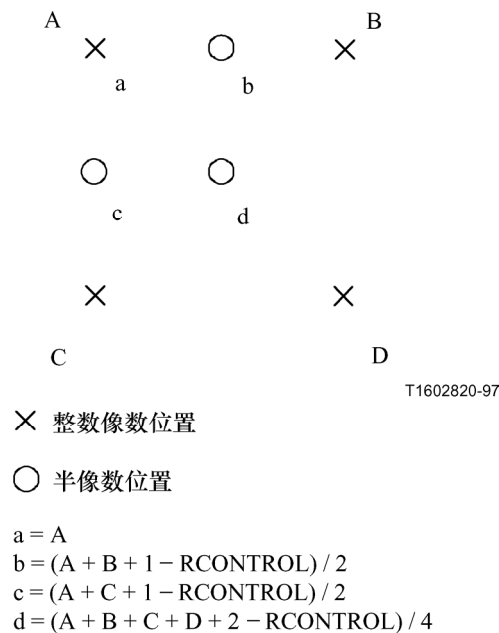 A
B
a
b
c
d
C
D
T1602820-97
整数像数位置
半像数位置
a = A
b = (A + B + 1 − RCONTROL) / 2
c = (A + C + 1 − RCONTROL) / 2
d = (A + B + C + D + 2 − RCONTROL) / 4